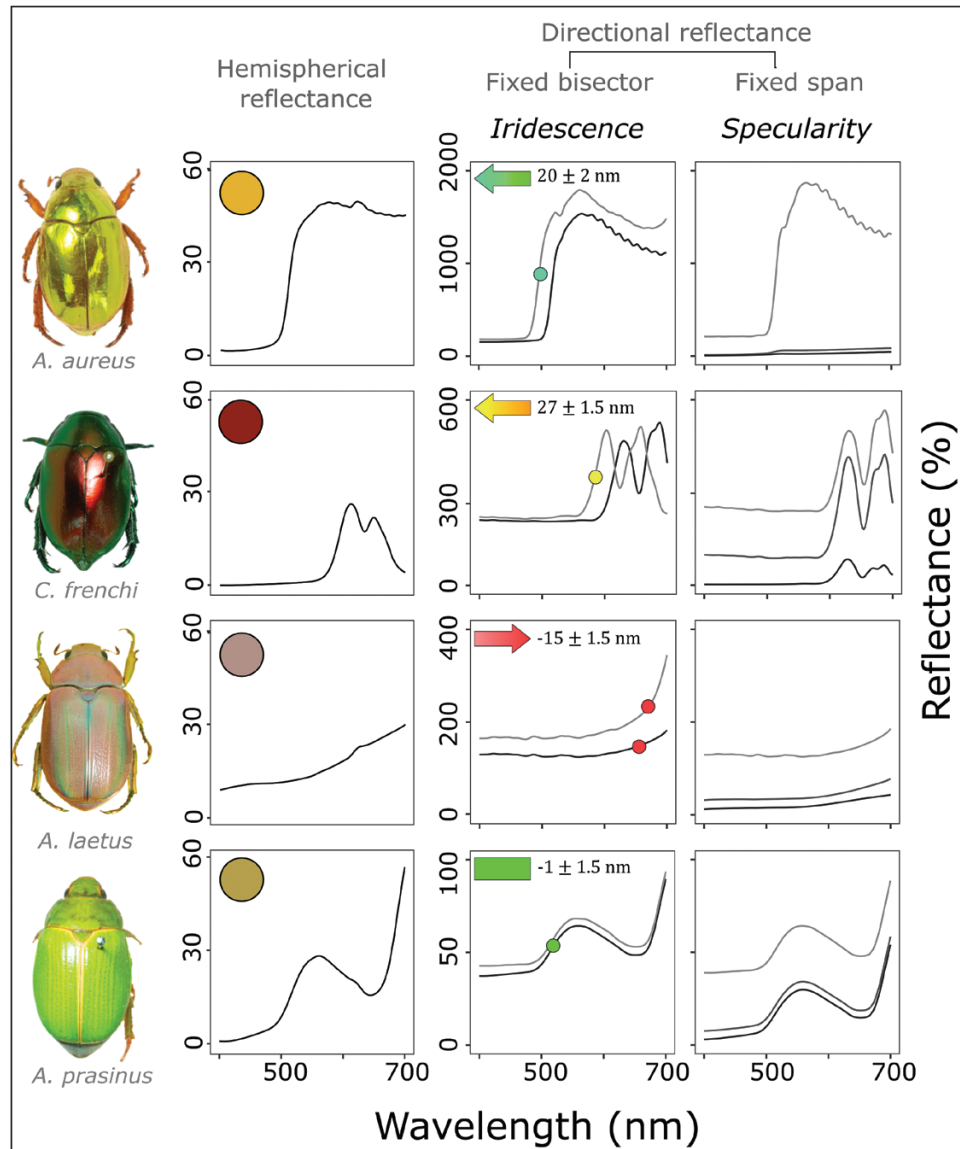 Directional reflectance
Hemispherical
reflectance
Fixed bisector
Fixed span
Iridescence
Specularity
60
30
0
2000
1000
0
20 ± 2 nm
A. aureus
60
30
0
600
300
0
27 ± 1.5 nm
C. frenchi
60
30
0
400
200
0
-15 ± 1.5 nm
A. laetus
60
30
0
100
50
0
-1 ± 1.5 nm
A. prasinus
500 700
500 700
500 700
Wavelength (nm)
Reflectance (%)